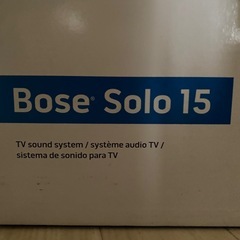 Bose® Solo 15
TV sound system / système audio TV /
sistema de sonido para TV